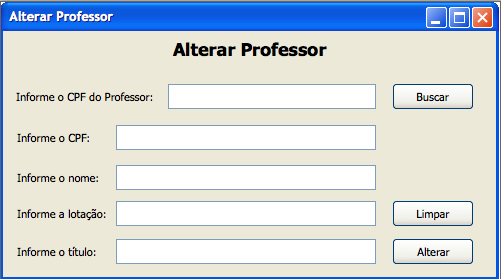 Alterar Professor
Alterar Professor
Informe o CPF do Professor: Buscar
Informe o CPF:
Informe o nome:
Informe a lotação: Limpar
Informe o título: Alterar